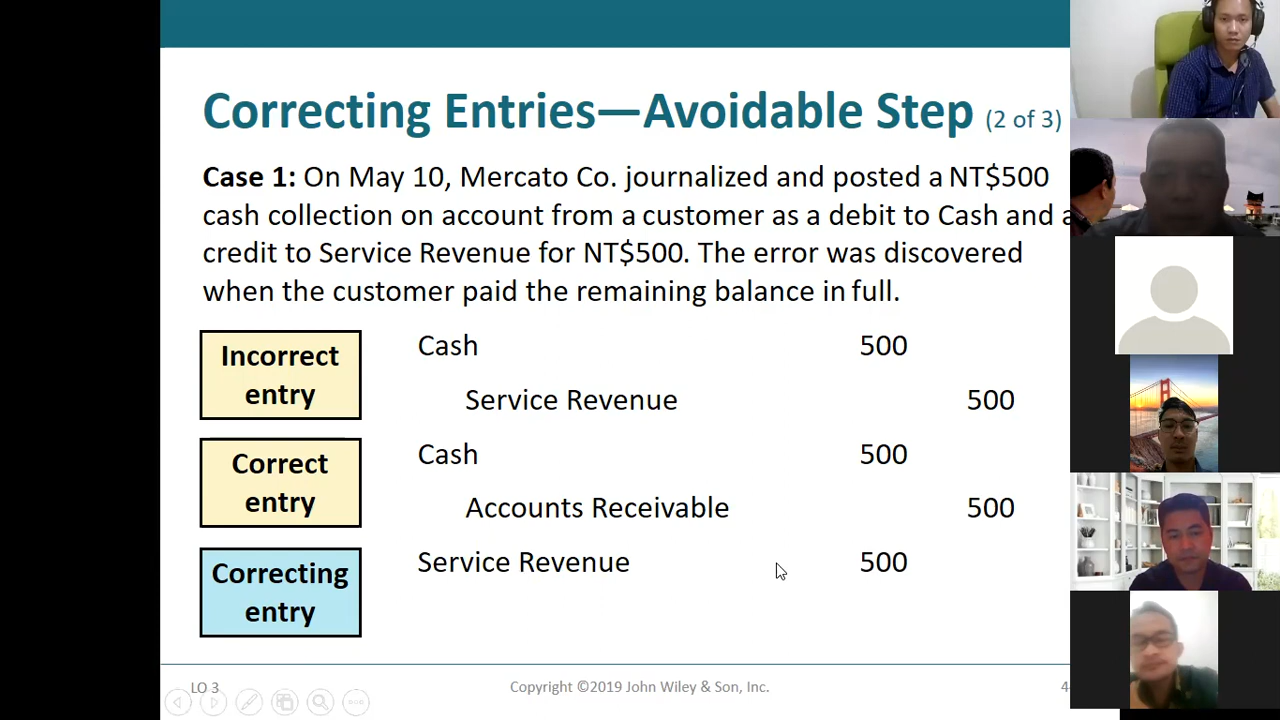 Correcting Entries—Avoidable Step (2 of 3)
Case 1: On May 10, Mercato Co. journalized and posted a NT$500
cash collection on account from a customer as a debit to Cash and a
credit to Service Revenue for NT$500. The error was discovered
when the customer paid the remaining balance in full.
Incorrect
entry
Cash 500
Service Revenue 500
Correct
entry
Cash 500
Accounts Receivable 500
Correcting
entry
Service Revenue 500
LO 3
Copyright ©2019 John Wiley & Son, Inc.